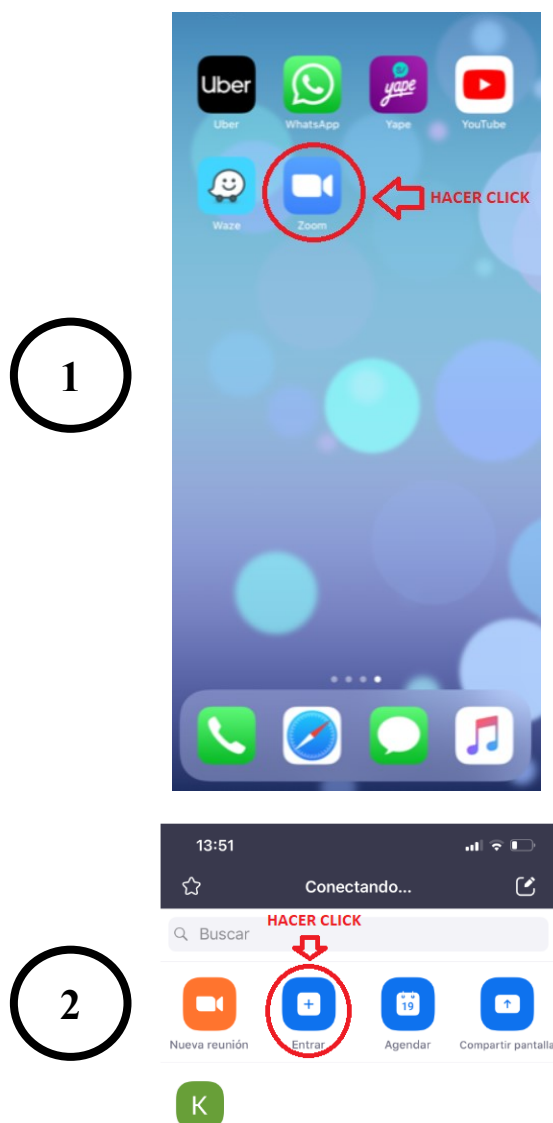 Uber
yape
Uber
WhatsApp
Yape
YouTube
Waze
Zoom
HACER CLICK
1
13:51
Conectando...
HACER CLICK
Buscar
2
19
Nueva reunión
Entrar
Agendar
Compartir pantalla
K